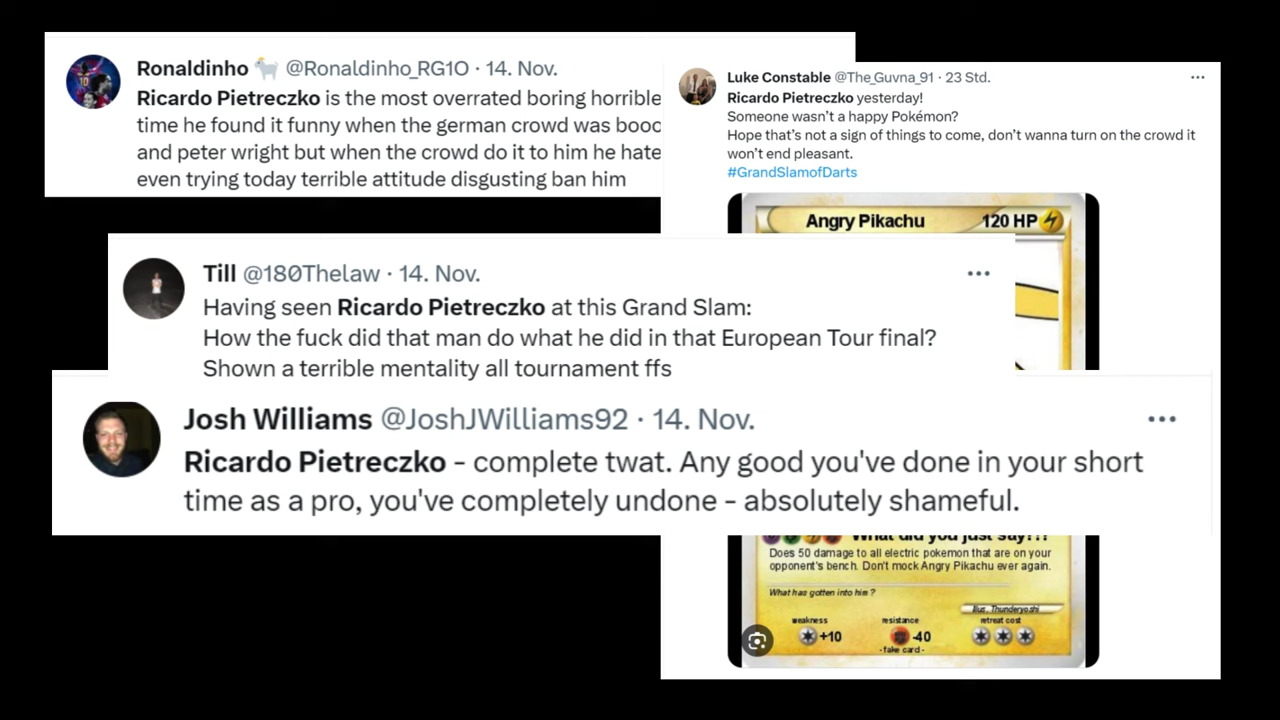 Ronaldinho 🐐 @Ronaldinho_RG10 · 14. Nov.
Ricardo Pietreczko is the most overrated boring horrible
time he found it funny when the german crowd was booo
and peter wright but when the crowd do it to him he hate
even trying today terrible attitude disgusting ban him
Luke Constable @The_Guvna_91 · 23 Std.
Ricardo Pietreczko yesterday!
Someone wasn't a happy Pokémon?
Hope that's not a sign of things to come, don't wanna turn on the crowd it
won't end pleasant.
#GrandSlamofDarts
Angry Pikachu 120 HP
Till @180Thelaw · 14. Nov.
Having seen Ricardo Pietreczko at this Grand Slam:
How the fuck did that man do what he did in that European Tour final?
Shown a terrible mentality all tournament ffs
Josh Williams @JoshJWilliams92 · 14. Nov.
Ricardo Pietreczko - complete twat. Any good you've done in your short
time as a pro, you've completely undone - absolutely shameful.
What did you just say!?!
Does 50 damage to all electric pokemon that are on your
opponent's bench. Don't mock Angry Pikachu ever again.
What has gotten into him ?
Illus. Thunderyoshi
weakness resistance retreat cost
+10 -40
- fake card -